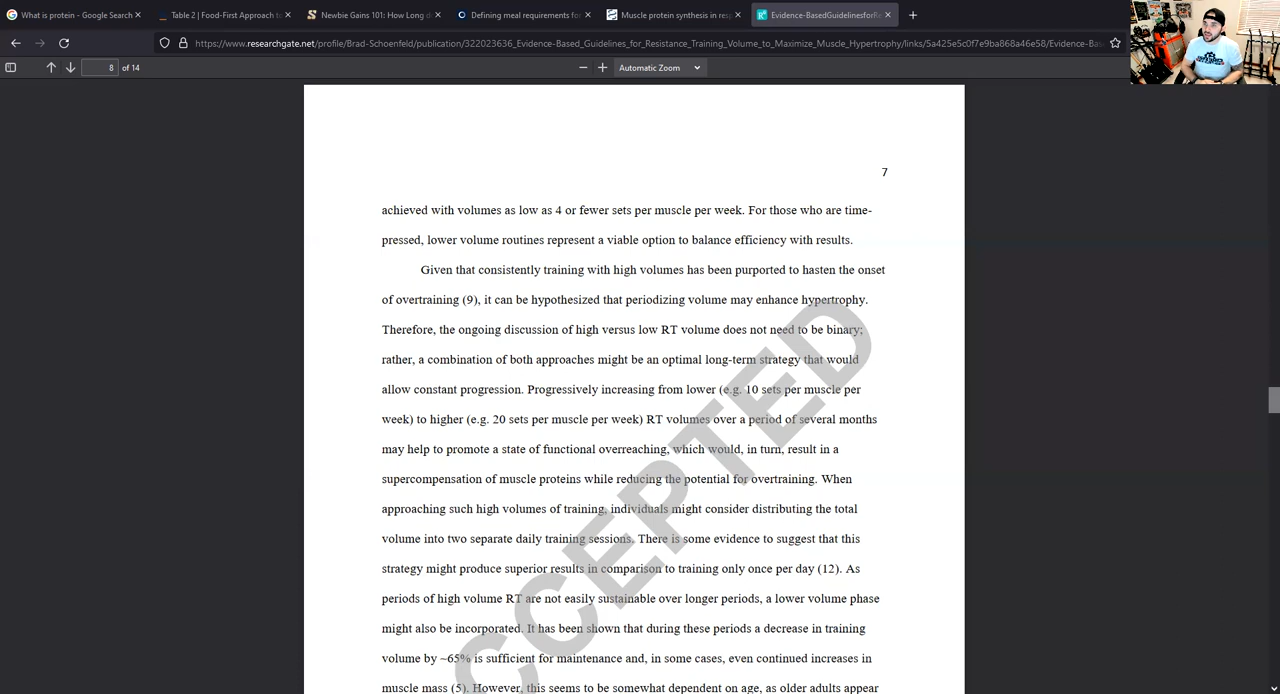 What is protein - Google Search
Table 2 | Food-First Approach to
Newbie Gains 101: How Long d
Defining meal requirements for
Muscle protein synthesis in resp
Evidence-BasedGuidelinesforRe
https://www.researchgate.net/profile/Brad-Schoenfeld/publica
23630_Evidence-Based_Guidelines_for_Resistance_Training_Volume_to_Maximize_Muscle_Hypertrophy/links/5a425e5c0f7e9ba868a46e58/Evidence-Bas
8 of 14
Automatic Zoom
7
achieved with volumes as low as 4 or fewer sets per muscle per week. For those who are time-
pressed, lower volume routines represent a viable option to balance efficiency with results.
Given that consistently training with high volumes has been purported to hasten the onset
of overtraining (9), it can be hypothesized that periodizing volume may enhance hypertrophy.
Therefore, the ongoing discussion of high versus low RT volume does not need to be binary;
rather, a combination of both approaches might be an optimal long-term strategy that would
allow constant progression. Progressively increasing from lower (e.g. 10 sets per muscle per
week) to higher (e.g. 20 sets per muscle per week) RT volumes over a period of several months
may help to promote a state of functional overreaching, which would, in turn, result in a
supercompensation of muscle proteins while reducing the potential for overtraining. When
approaching such high volumes of training, individuals might consider distributing the total
volume into two separate daily training sessions. There is some evidence to suggest that this
strategy might produce superior results in comparison to training only once per day (12). As
periods of high volume RT are not easily sustainable over longer periods, a lower volume phase
might also be incorporated. It has been shown that during these periods a decrease in training
volume by ~65% is sufficient for maintenance and, in some cases, even continued increases in
muscle mass (5). However, this seems to be somewhat dependent on age, as older adults appear
CCEPTED